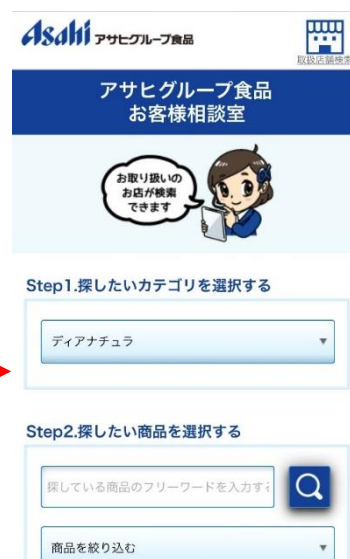 Asahi アサヒグループ食品
取扱店舗検索
アサヒグループ食品
お客様相談室
お取り扱いの
お店が検索
できます
Step1.探したいカテゴリを選択する
ディアナチュラ
Step2.探したい商品を選択する
探している商品のフリーワードを入力する
商品を絞り込む